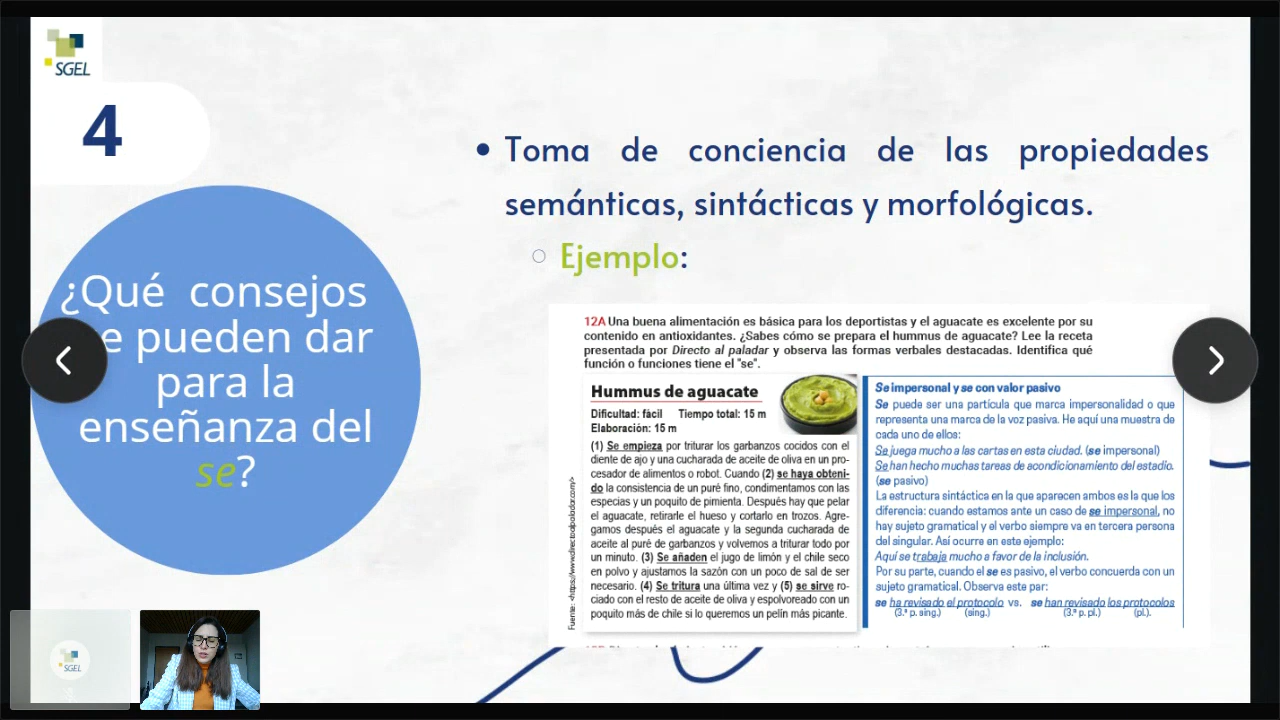 SGEL
4
¿Qué consejos
e pueden dar
para la
enseñanza del
se?
Toma de conciencia de las propiedades
semánticas, sintácticas y morfológicas.
Ejemplo:
12A Una buena alimentación es básica para los deportistas y el aguacate es excelente por su
contenido en antioxidantes. ¿Sabes cómo se prepara el hummus de aguacate? Lee la receta
presentada por Directo al paladar y observa las formas verbales destacadas. Identifica qué
función o funciones tiene el "se".
Hummus de aguacate
Dificultad: fácil Tiempo total: 15 m
Elaboración: 15 m
(1) Se empieza por triturar los garbanzos cocidos con el
diente de ajo y una cucharada de aceite de oliva en un pro-
cesador de alimentos o robot. Cuando (2) se haya obteni-
do la consistencia de un puré fino, condimentamos con las
especias y un poquito de pimienta. Después hay que pelar
el aguacate, retirarle el hueso y cortarlo en trozos. Agre-
gamos después el aguacate y la segunda cucharada de
aceite al puré de garbanzos y volvemos a triturar todo por
un minuto. (3) Se añaden el jugo de limón y el chile seco
en polvo y ajustamos la sazón con un poco de sal de ser
necesario. (4) Se tritura una última vez y (5) se sirve ro-
ciado con el resto de aceite de oliva y espolvoreado con un
poquito más de chile si lo queremos un pelín más picante.
Fuente: <https://www.directoalpaladar.com/>
Se impersonal y se con valor pasivo
Se puede ser una partícula que marca impersonalidad o que
representa una marca de la voz pasiva. He aquí una muestra de
cada uno de ellos:
Se juega mucho a las cartas en esta ciudad. (se impersonal)
Se han hecho muchas tareas de acondicionamiento del estadio.
(se pasivo)
La estructura sintáctica en la que aparecen ambos es la que los
diferencia: cuando estamos ante un caso de se impersonal, no
hay sujeto gramatical y el verbo siempre va en tercera persona
del singular. Así ocurre en este ejemplo:
Aquí se trabaja mucho a favor de la inclusión.
Por su parte, cuando el se es pasivo, el verbo concuerda con un
sujeto gramatical. Observa este par:
se ha revisado el protocolo vs. se han revisado los protocolos
(3.ª p. sing.) (sing.) (3.ª p. pl.) (pl.).
SGEL